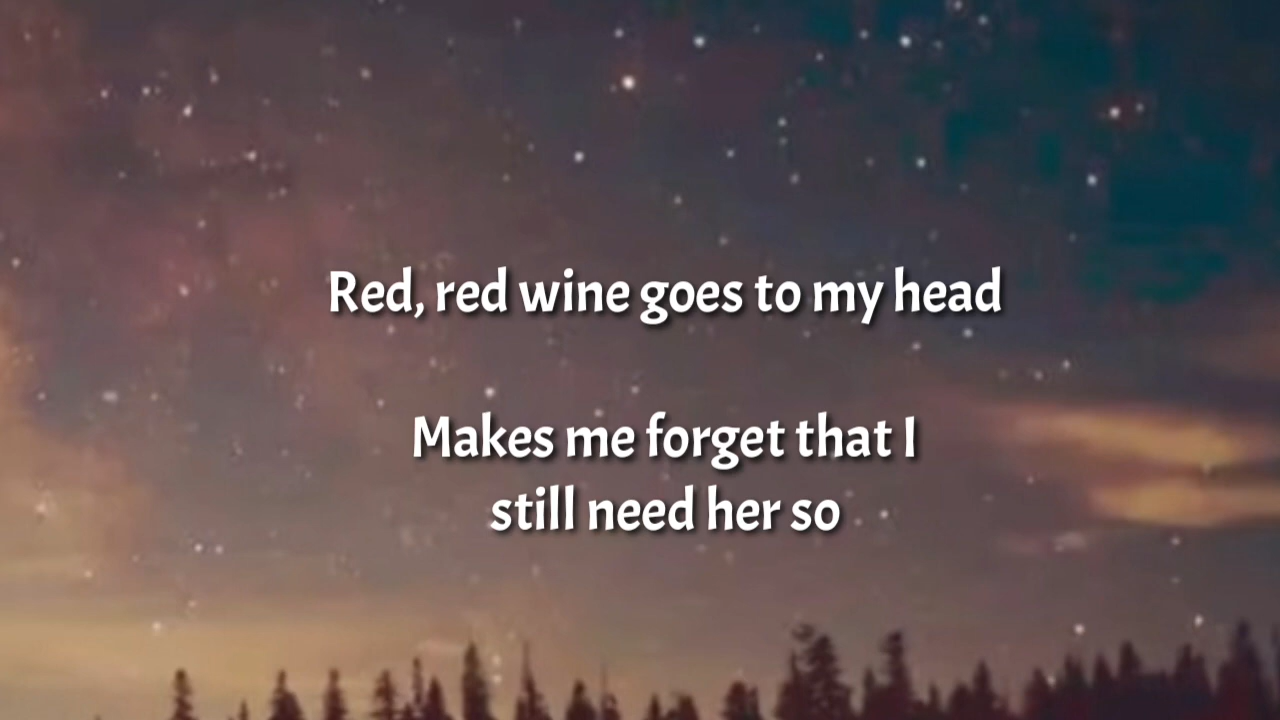 Red, red wine goes to my head
Makes me forget that I
still need her so